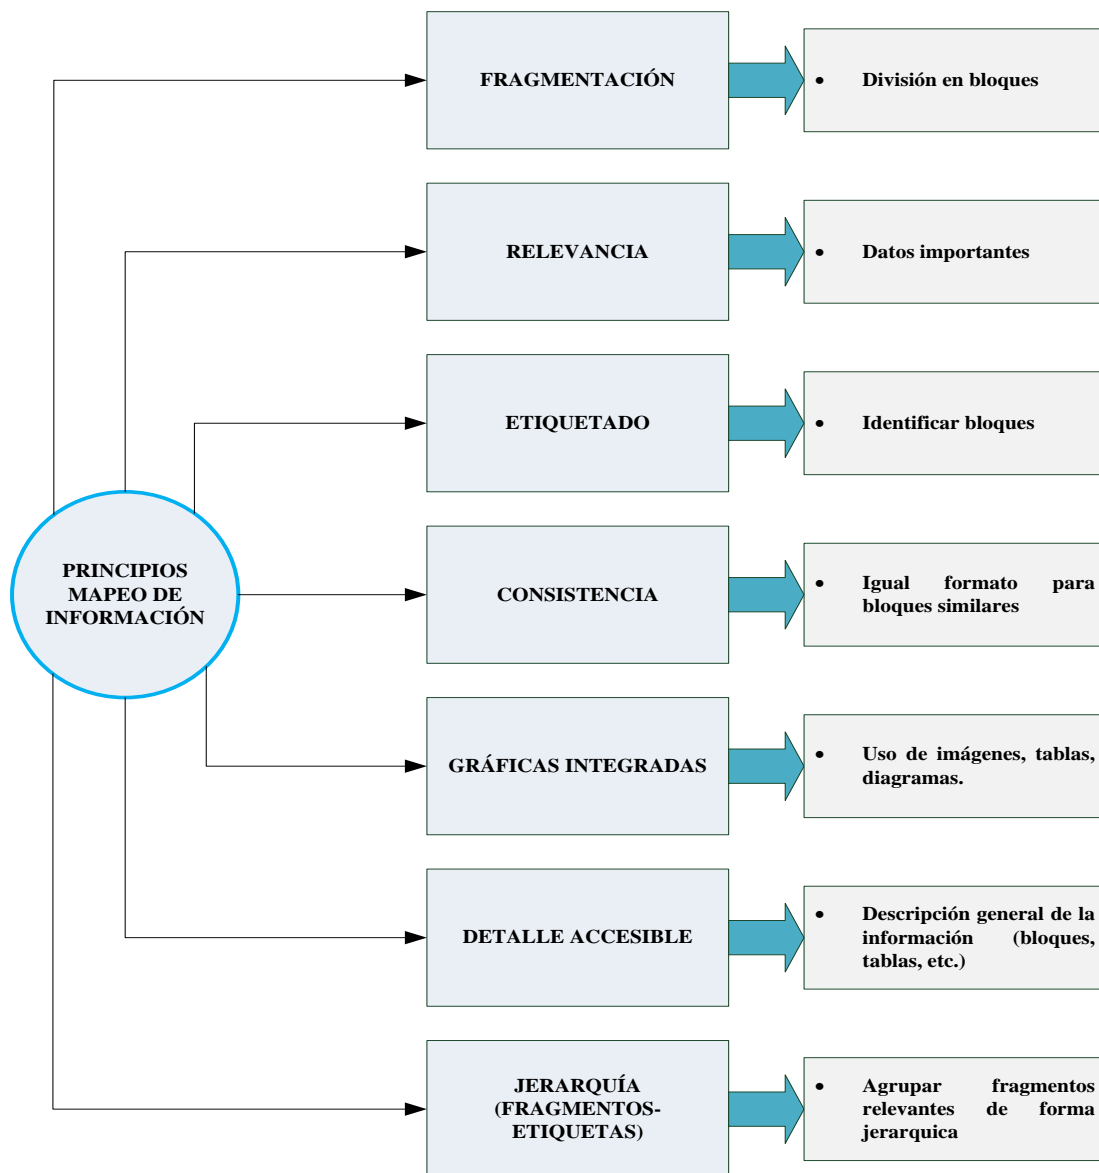 FRAGMENTACIÓN
• División en bloques
RELEVANCIA
• Datos importantes
ETIQUETADO
• Identificar bloques
PRINCIPIOS
MAPEO DE
INFORMACIÓN
CONSISTENCIA
• Igual formato para
bloques similares
GRÁFICAS INTEGRADAS
• Uso de imágenes, tablas,
diagramas.
DETALLE ACCESIBLE
• Descripción general de la
información (bloques,
tablas, etc.)
JERARQUÍA
(FRAGMENTOS-
ETIQUETAS)
• Agrupar fragmentos
relevantes de forma
jerarquica